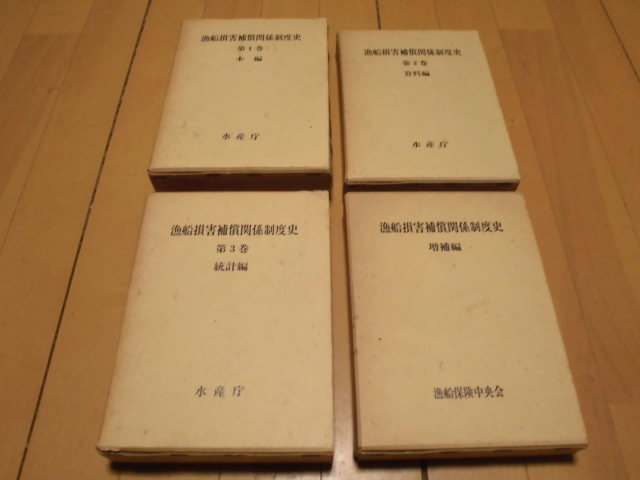 漁船損害補償関係制度史
第1巻
本編
水産庁
漁船損害補償関係制度史
第2巻
資料編
水産庁
漁船損害補償関係制度史
第3巻
統計編
水産庁
漁船損害補償関係制度史
増補編
漁船保険中央会